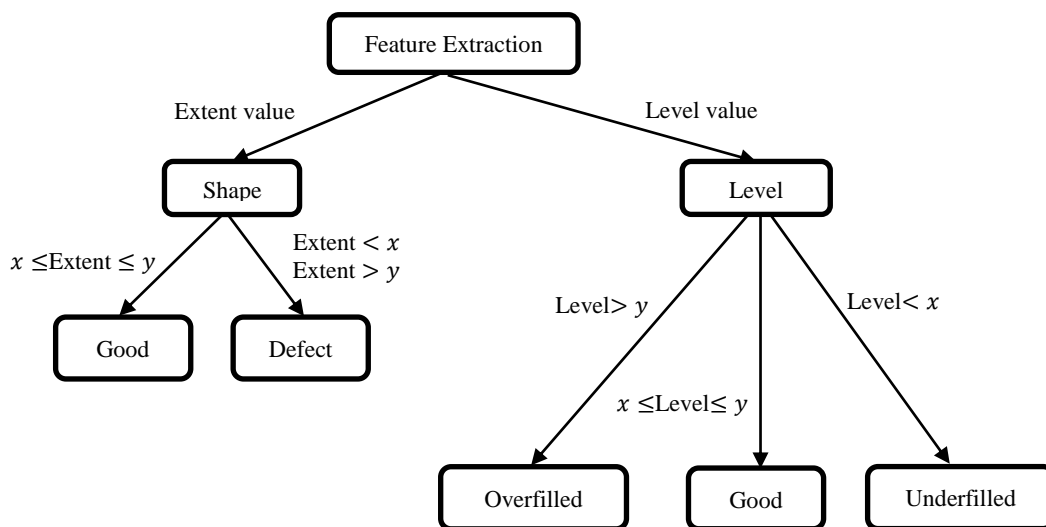 Feature Extraction
Extent value
Level value
Shape
Level
𝑥 ≤Extent ≤ 𝑦
Extent < 𝑥
Extent > 𝑦
Good
Defect
Level> 𝑦
Level< 𝑥
𝑥 ≤Level≤ 𝑦
Overfilled
Good
Underfilled